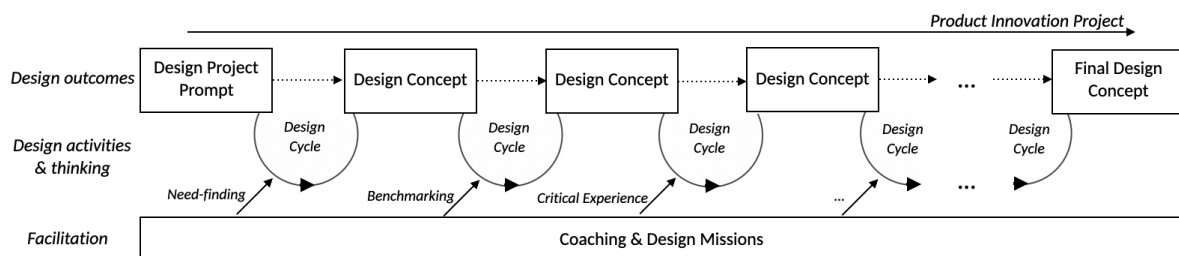 Product Innovation Project
Design outcomes
Design Project
Prompt
Design Concept
Design Concept
Design Concept
...
Final Design
Concept
Design activities
& thinking
Design
Cycle
Design
Cycle
Design
Cycle
Design
Cycle
Design
Cycle
...
Need-finding
Benchmarking
Critical Experience
...
Facilitation
Coaching & Design Missions